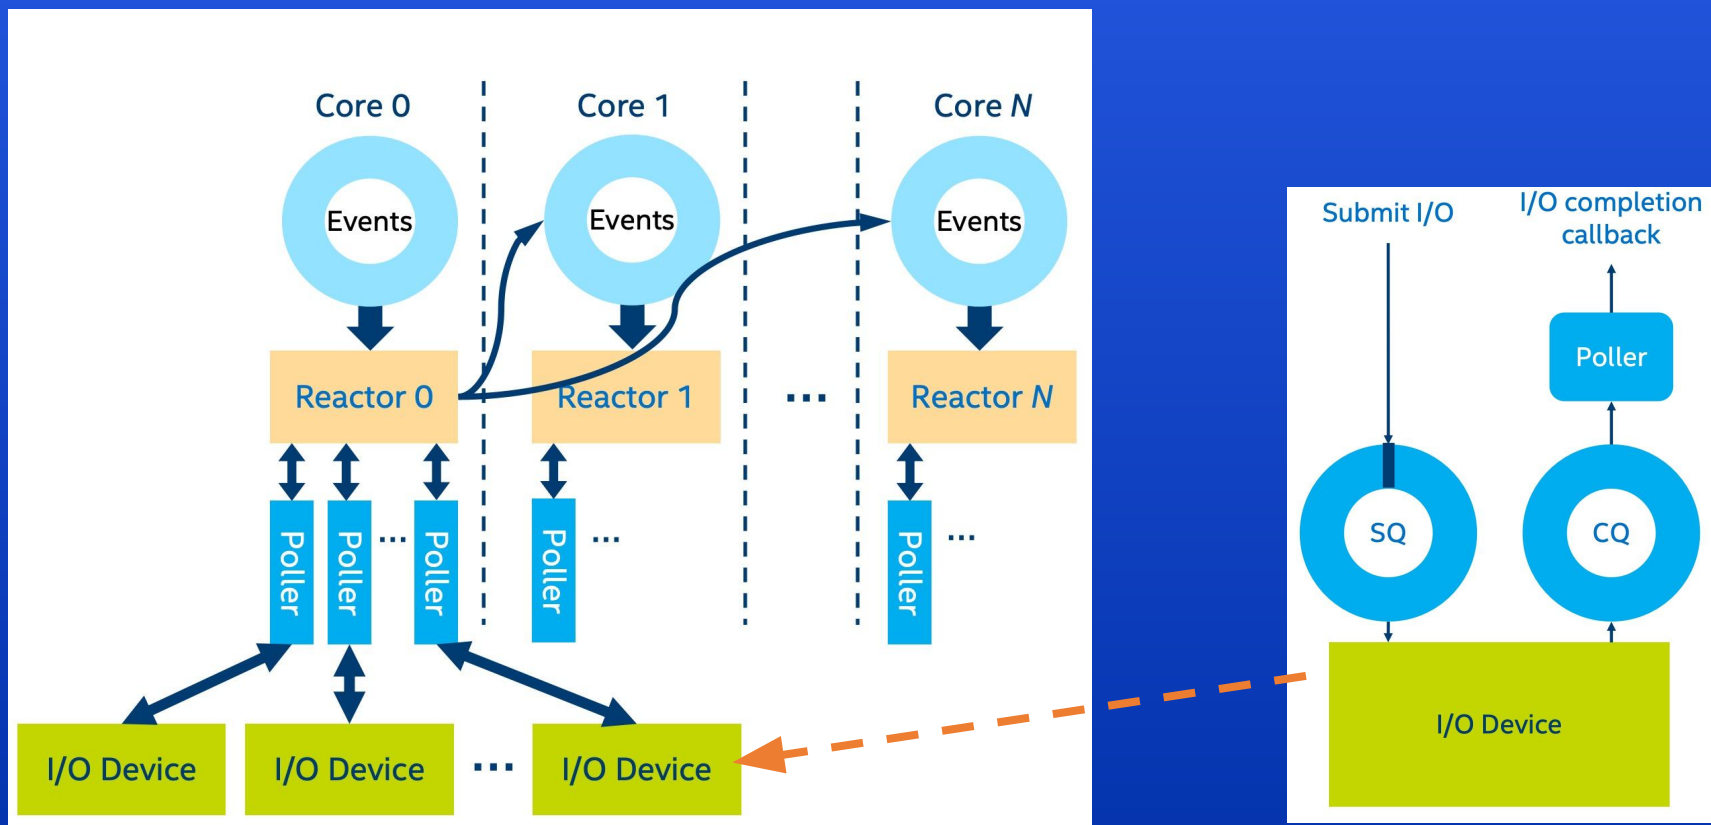 Core 0
Core 1
Core N
Events
Events
Events
Reactor 0
Reactor 1
...
Reactor N
Poller
Poller
...
Poller
Poller
...
Poller
...
I/O Device
I/O Device
...
I/O Device
Submit I/O
I/O completion
callback
Poller
SQ
CQ
I/O Device